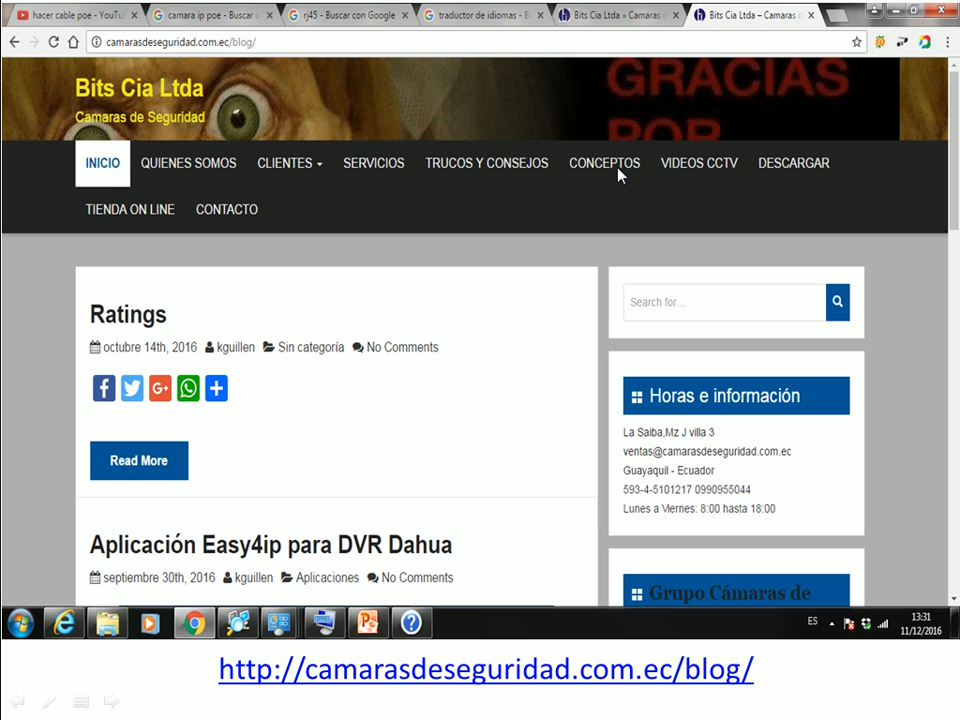 hacer cable poe - YouTu
camara ip poe - Buscar c
rj45 - Buscar con Google
traductor de idiomas - B
Bits Cia Ltda » Camaras d
Bits Cia Ltda – Camaras d
camarasdeseguridad.com.ec/blog/
Bits Cia Ltda
Camaras de Seguridad
GRACIAS
POR
INICIO QUIENES SOMOS CLIENTES SERVICIOS TRUCOS Y CONSEJOS CONCEPTOS VIDEOS CCTV DESCARGAR
TIENDA ON LINE CONTACTO
Ratings
octubre 14th, 2016 kguillen Sin categoría No Comments
Read More
Aplicación Easy4ip para DVR Dahua
septiembre 30th, 2016 kguillen Aplicaciones No Comments
Search for...
Horas e información
La Saiba,Mz J villa 3
ventas@camarasdeseguridad.com.ec
Guayaquil - Ecuador
593-4-5101217 0990955044
Lunes a Viernes: 8:00 hasta 18:00
Grupo Cámaras de
ES
13:31
11/12/2016
http://camarasdeseguridad.com.ec/blog/